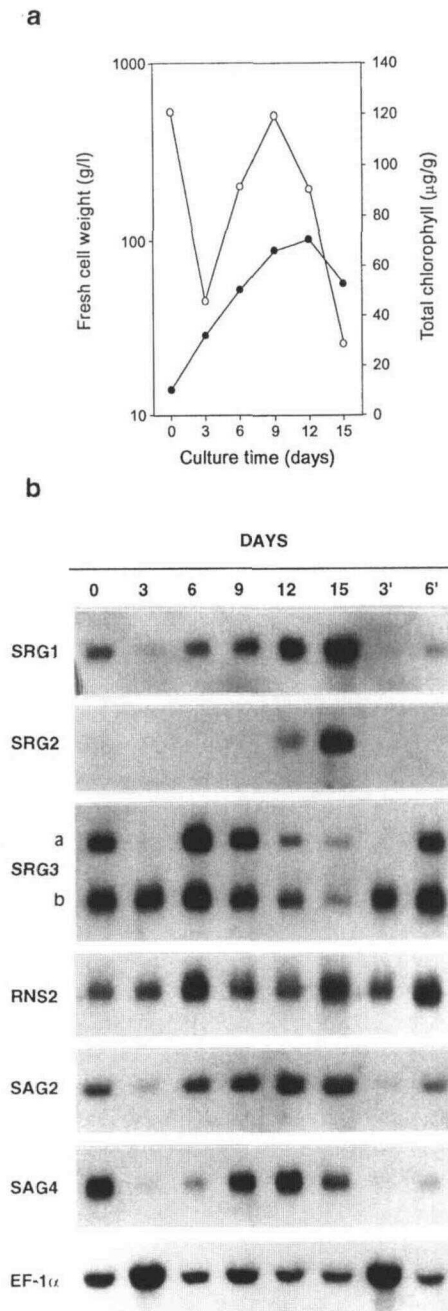 a
1000
100
10
Fresh cell weight (g/l)
140
120
100
80
60
40
20
0
Total chlorophyll (µg/g)
0 3 6 9 12 15
Culture time (days)
b
DAYS
0 3 6 9 12 15 3' 6'
SRG1
SRG2
a
SRG3
b
RNS2
SAG2
SAG4
EF-1α